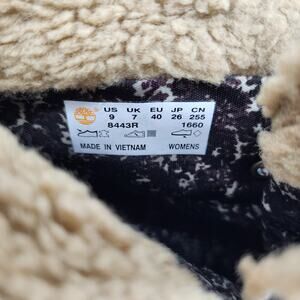 US UK EU JP CN
9 7 40 26 255
8443R 1660
MADE IN VIETNAM WOMENS